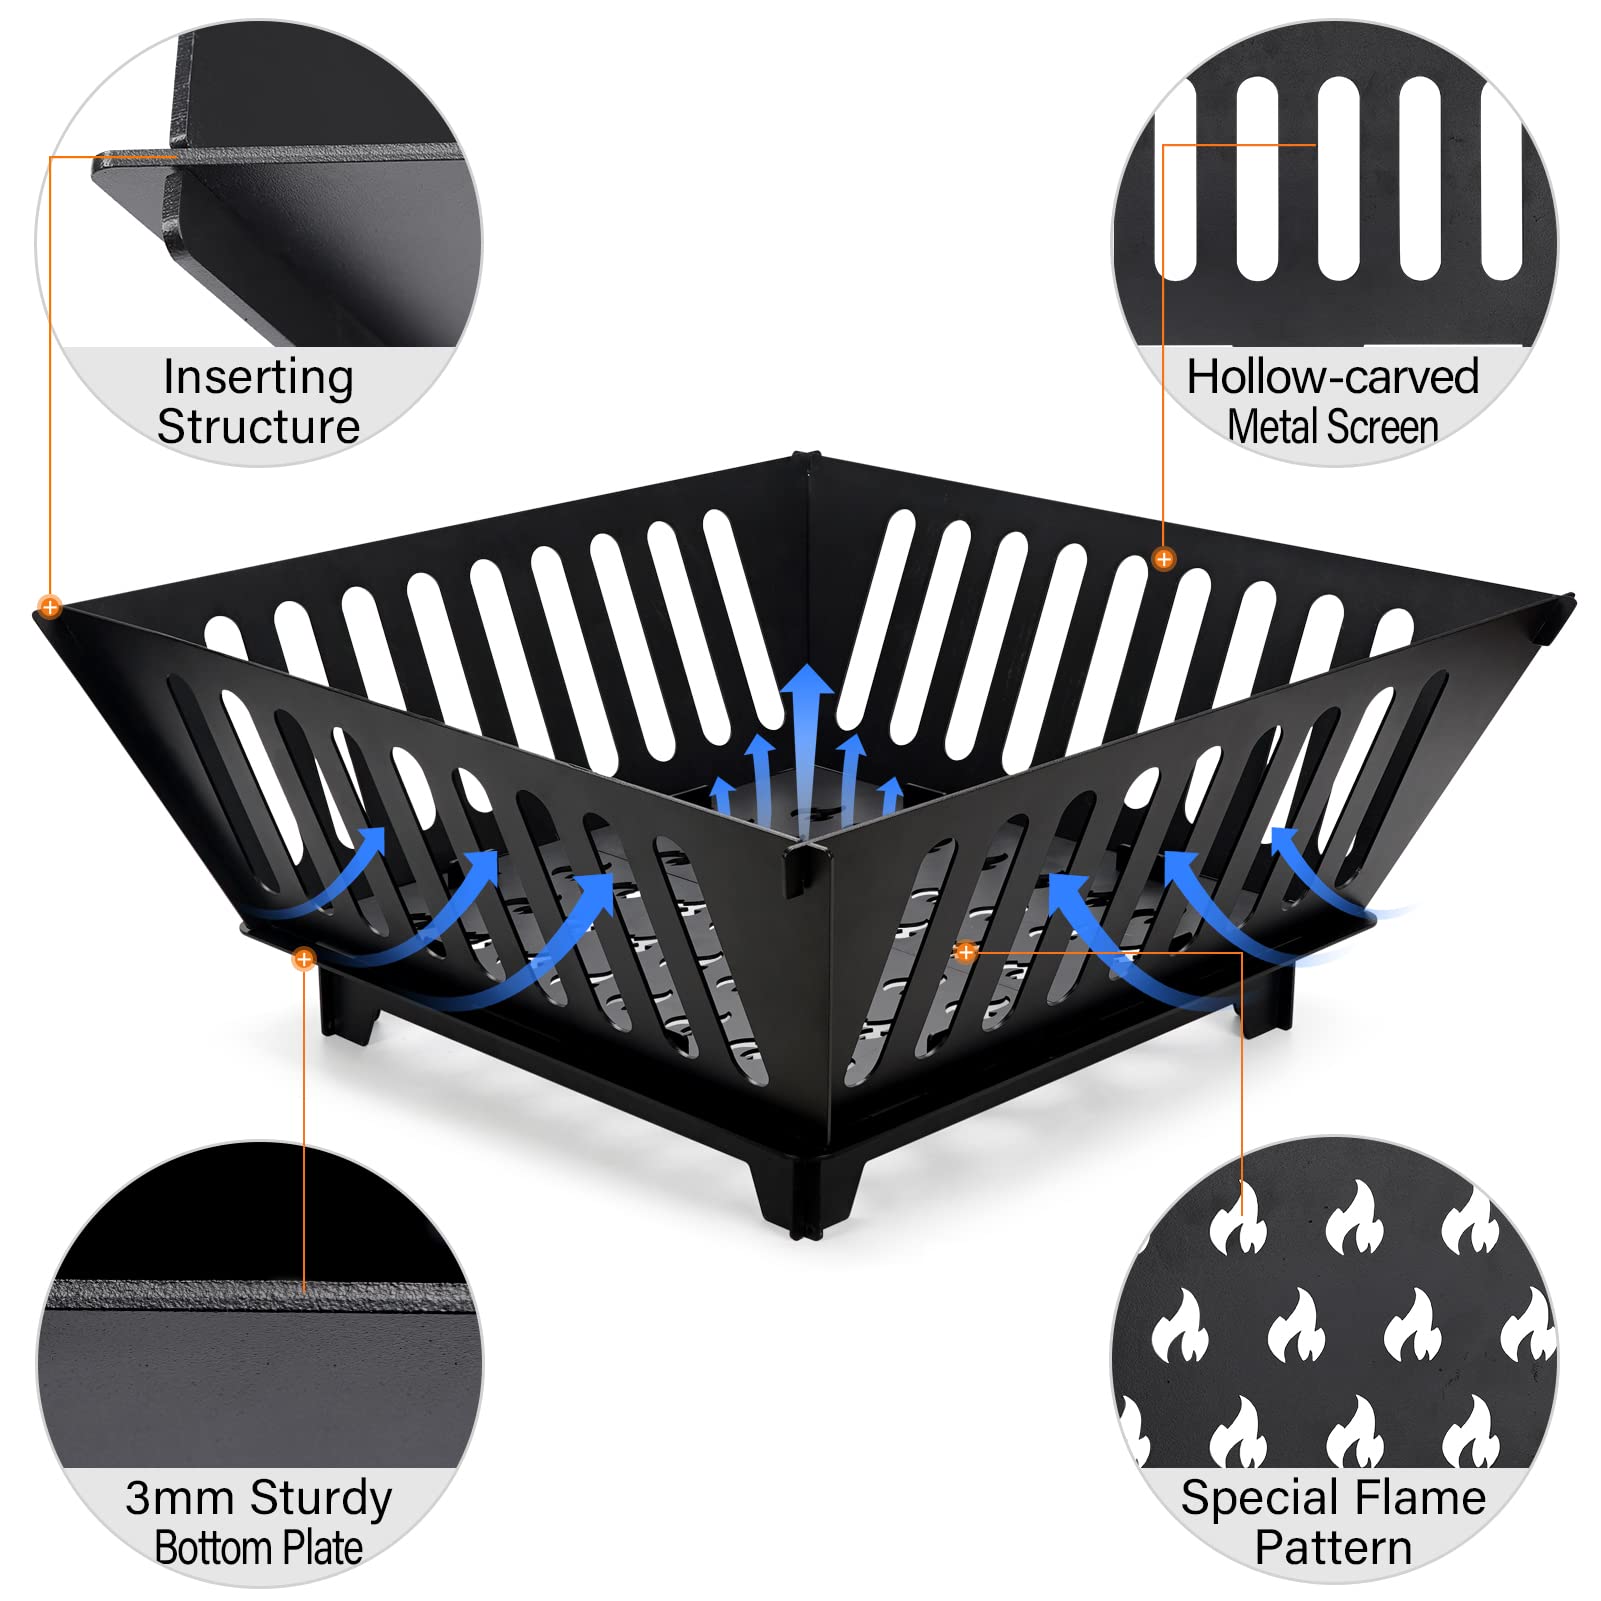 Inserting
Structure
Hollow-carved
Metal Screen
3mm Sturdy
Bottom Plate
Special Flame
Pattern